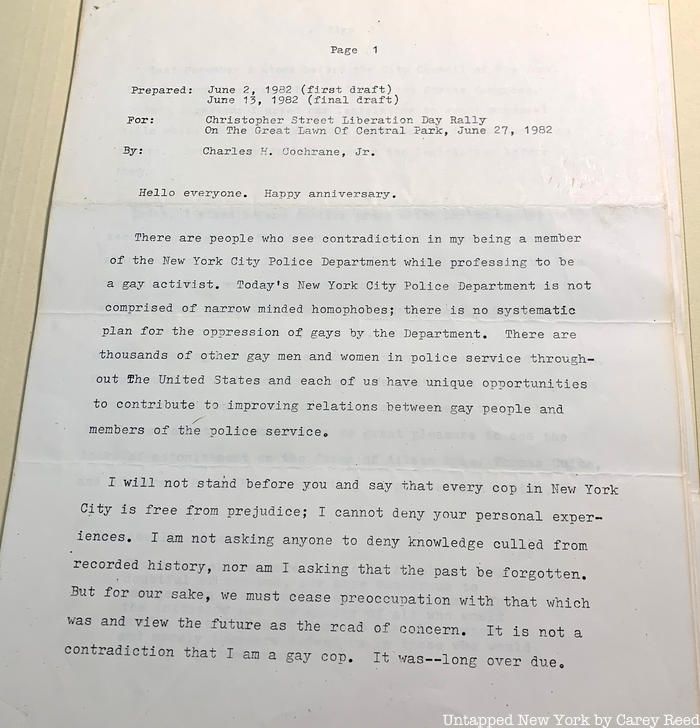 Page 1
Prepared: June 2, 1982 (first draft)
June 13, 1982 (final draft)
For: Christopher Street Liberation Day Rally
On The Great Lawn Of Central Park, June 27, 1982
By: Charles H. Cochrane, Jr.
Hello everyone. Happy anniversary.
There are people who see contradiction in my being a member
of the New York City Police Department while professing to be
a gay activist. Today's New York City Police Department is not
comprised of narrow minded homophobes; there is no systematic
plan for the oppression of gays by the Department. There are
thousands of other gay men and women in police service through-
out The United States and each of us have unique opportunities
to contribute to improving relations between gay people and
members of the police service.
I will not stand before you and say that every cop in New York
City is free from prejudice; I cannot deny your personal exper-
iences. I am not asking anyone to deny knowledge culled from
recorded history, nor am I asking that the past be forgotten.
But for our sake, we must cease preoccupation with that which
was and view the future as the road of concern. It is not a
contradiction that I am a gay cop. It was--long over due.
Untapped New York by Carey Reed